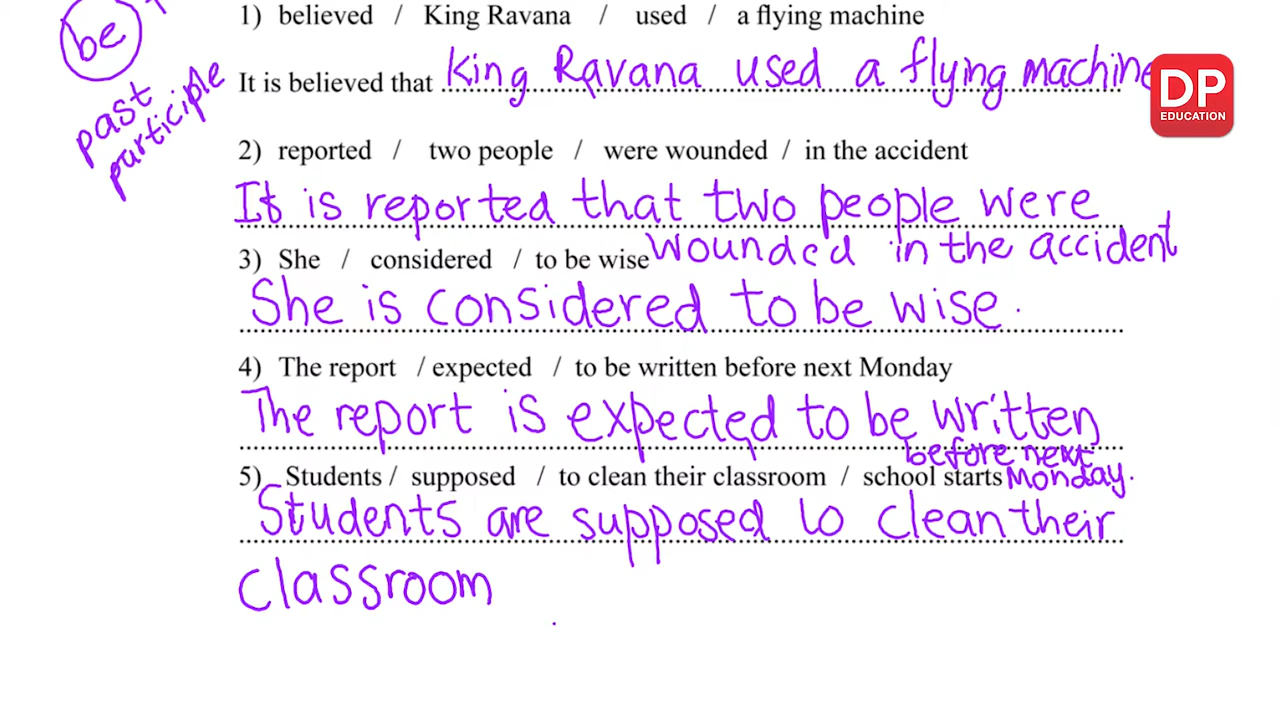 1) believed / King Ravana / used / a flying machine
be
It is believed that King Ravana used a flying machine
DP
EDUCATION
past
participle
2) reported / two people / were wounded / in the accident
It is reported that two people were
wounded in the accident
3) She / considered / to be wise
She is considered to be wise.
4) The report / expected / to be written before next Monday
The report is expected to be written
before next
Monday.
5) Students / supposed / to clean their classroom / school starts
Students are supposed to clean their
classroom